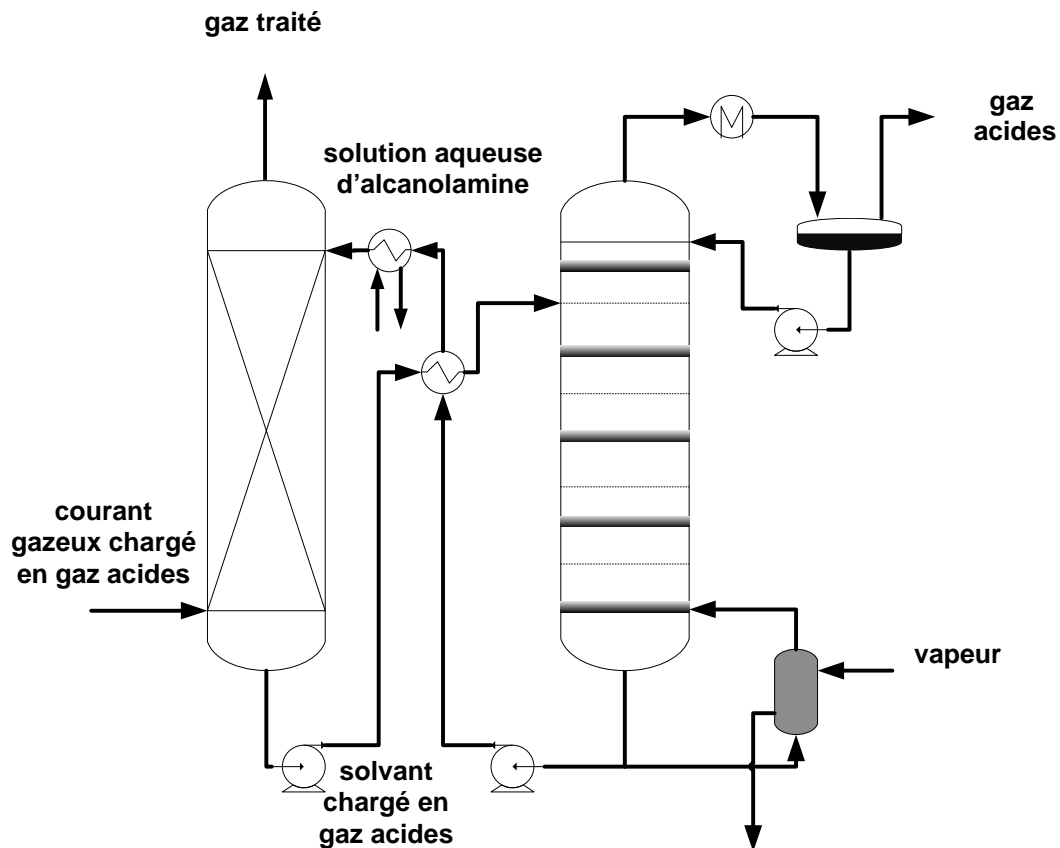 gaz traité
gaz
acides
solution aqueuse
d'alcanolamine
courant
gazeux chargé
en gaz acides
vapeur
solvant
chargé en
gaz acides